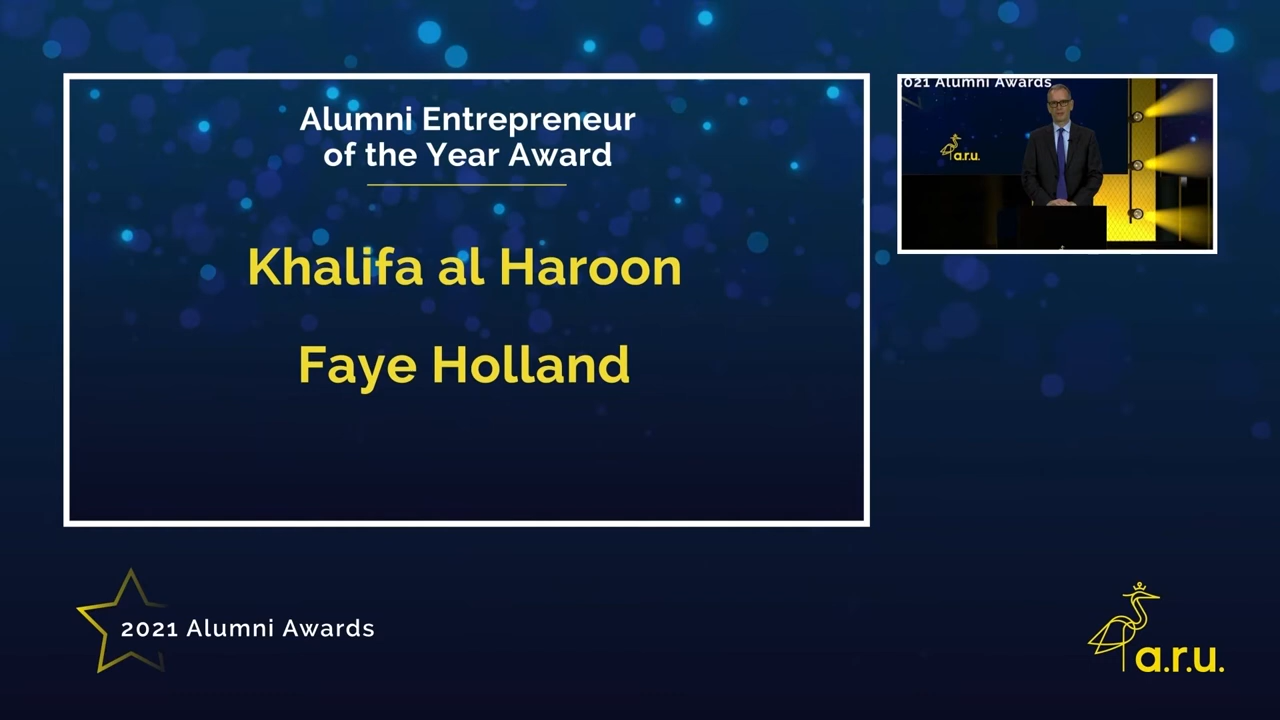 Alumni Entrepreneur
of the Year Award
Khalifa al Haroon
Faye Holland
2021 Alumni Awards
a.r.u.
021 Alumni Awards
a.r.u.